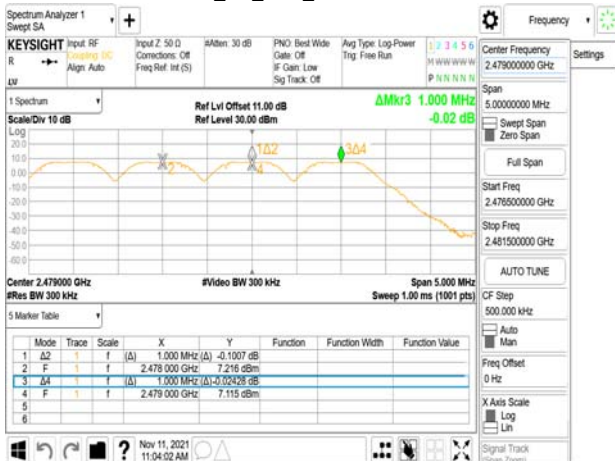 Spectrum Analyzer 1
Swept SA
Frequency
KEYSIGHT Input: RF
Coupling: DC
Align: Auto
Input Z: 50 Ω
Corrections: Off
Freq Ref: Int (S)
#Atten: 30 dB
PNO: Best Wide
Gate: Off
IF Gain: Low
Sig Track: Off
Avg Type: Log-Power
Trig: Free Run
1 2 3 4 5 6
M W W W W W
P N N N N N
Center Frequency
2.479000000 GHz
Settings
Span
5.00000000 MHz
Swept Span
Zero Span
Full Span
Start Freq
2.476500000 GHz
Stop Freq
2.481500000 GHz
AUTO TUNE
CF Step
500.000 kHz
Auto
Man
Freq Offset
0 Hz
X Axis Scale
Log
Lin
Signal Track
1 Spectrum
Scale/Div 10 dB
Ref Lvl Offset 11.00 dB
Ref Level 30.00 dBm
ΔMkr3 1.000 MHz
-0.02 dB
Log
20.0
10.0
0.00
-10.0
-20.0
-30.0
-40.0
-50.0
-60.0
1Δ2
3Δ4
2
4
Center 2.479000 GHz
#Res BW 300 kHz
#Video BW 300 kHz
Span 5.000 MHz
Sweep 1.00 ms (1001 pts)
5 Marker Table
Mode Trace Scale X Y Function Function Width Function Value
1 Δ2 1 f (Δ) 1.000 MHz (Δ) -0.1007 dB
2 F 1 f 2.478 000 GHz 7.216 dBm
3 Δ4 1 f (Δ) 1.000 MHz (Δ) -0.02428 dB
4 F 1 f 2.479 000 GHz 7.115 dBm
5
6
Nov 11, 2021
11:04:02 AM